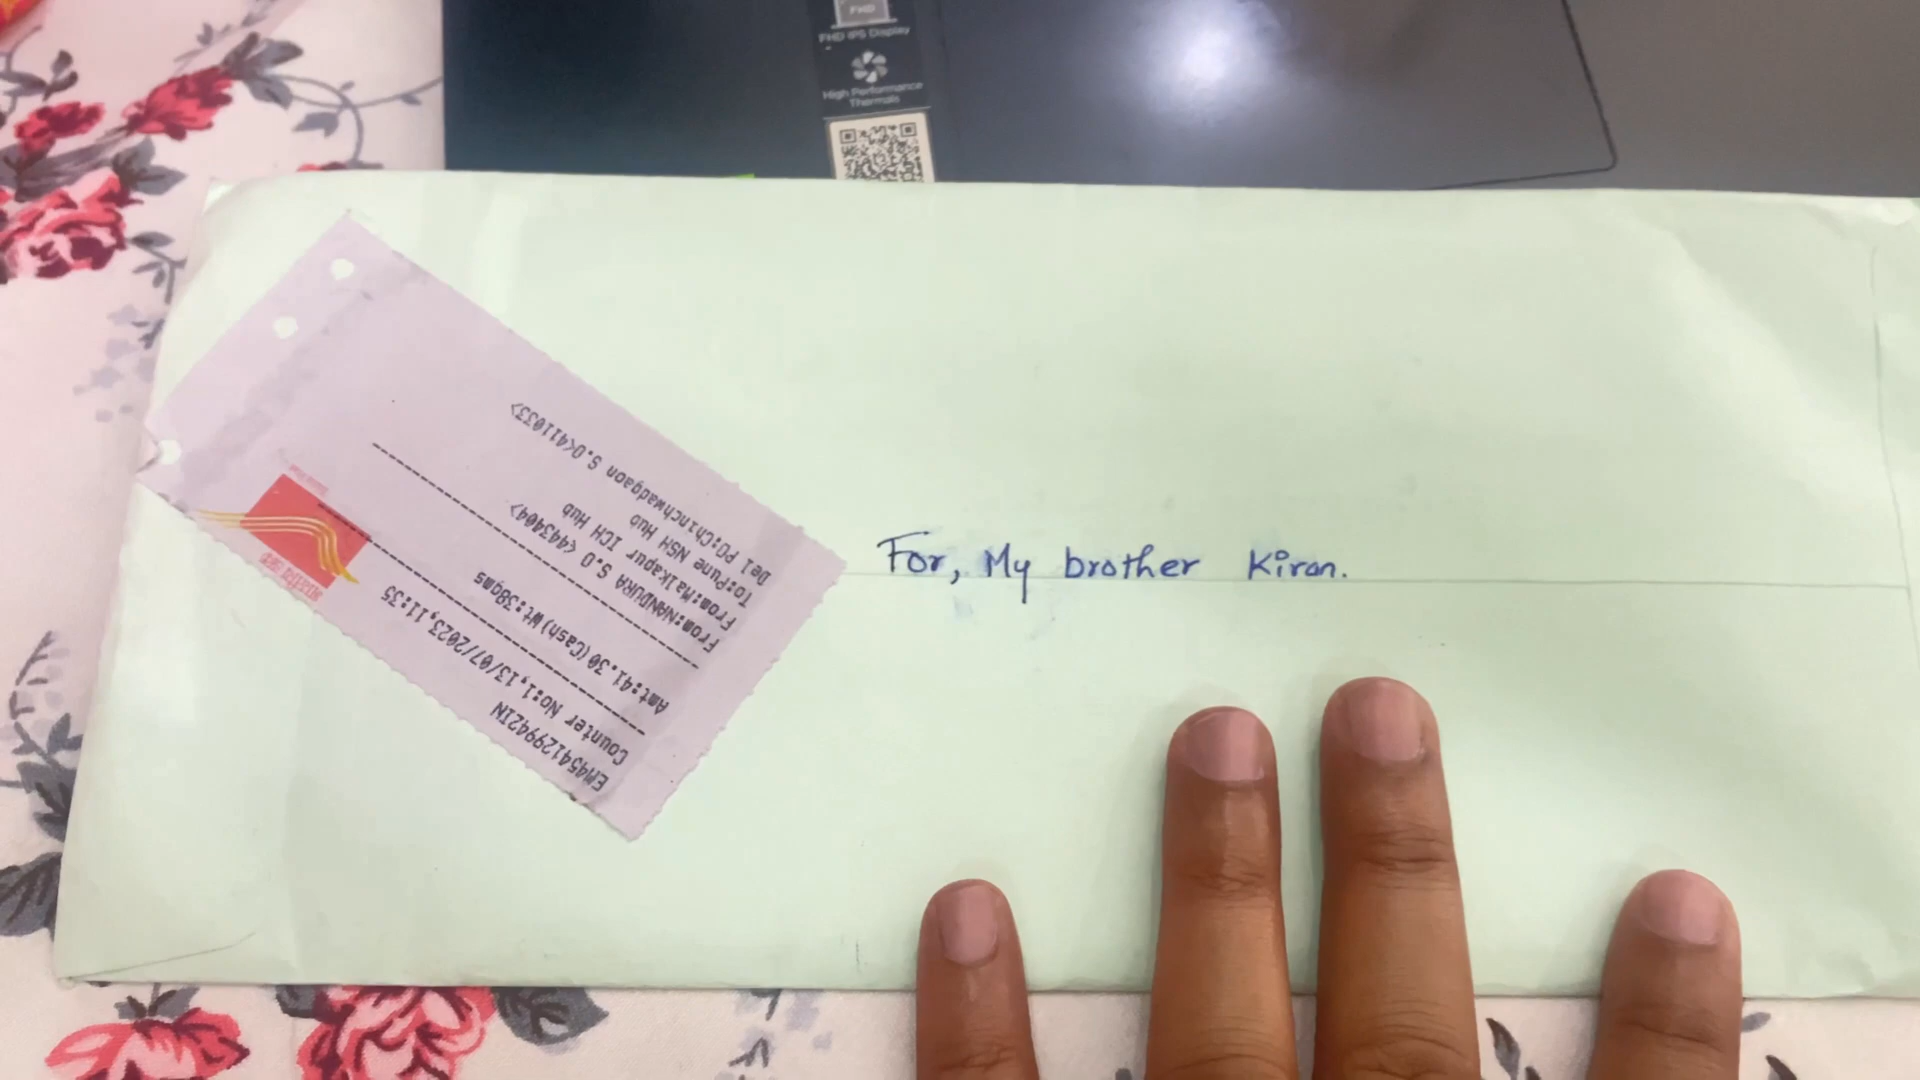 FHD
FHD IPS Display
High Performance
Thermals
For, My brother Kiran.
EM454129942IN
Counter No:1,13/07/2023,11:35
Amt:41.30(Cash)Wt:38gms
From:NANDURA S.O <443404>
From:Malkapur ICH Hub
To:Pune NSH Hub
Del PO:Chinchwadgaon S.O<411033>